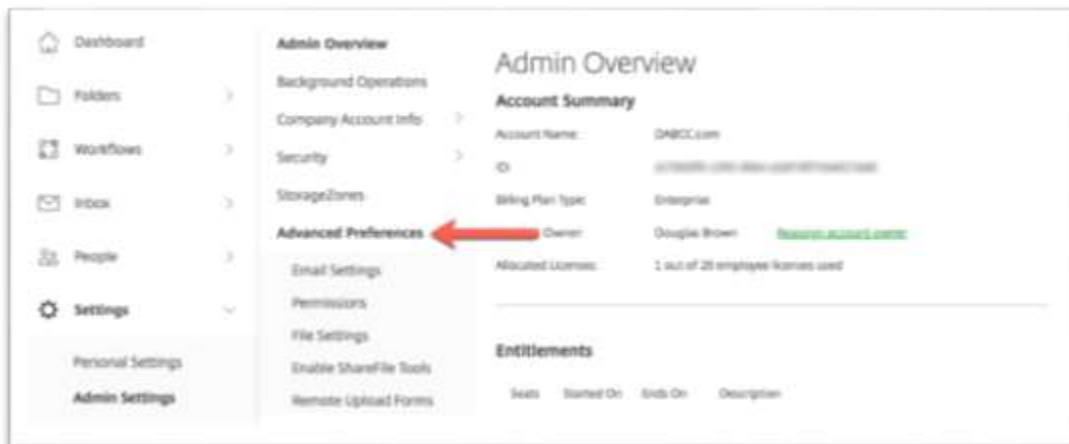 Dashboard
Folders
Workflows
Inbox
People
Settings
Personal Settings
Admin Settings
Admin Overview
Background Operations
Company Account Info
Security
StorageZones
Advanced Preferences
Email Settings
Permissions
File Settings
Enable ShareFile Tools
Remote Upload Forms
Admin Overview
Account Summary
Account Name: DABCC.com
ID:
Billing Plan Type: Enterprise
Owner: Douglas Brown Reassign account owner
Allocated Licenses: 1 out of 28 employee licenses used
Entitlements
Seats Started On Ends On Description